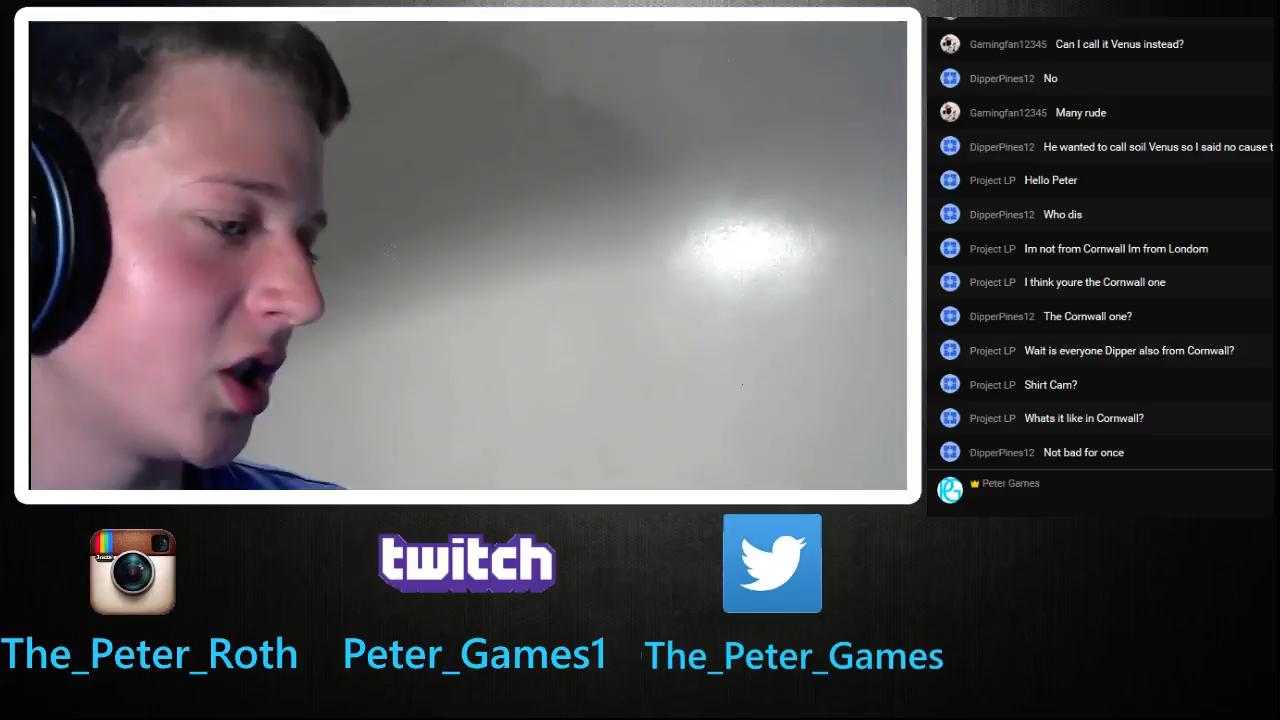 Gamingfan12345 Can I call it Venus instead?
DipperPines12 No
Gamingfan12345 Many rude
DipperPines12 He wanted to call soil Venus so I said no cause t
Project LP Hello Peter
DipperPines12 Who dis
Project LP Im not from Cornwall Im from Londom
Project LP I think youre the Cornwall one
DipperPines12 The Cornwall one?
Project LP Wait is everyone Dipper also from Cornwall?
Project LP Shirt Cam?
Project LP Whats it like in Cornwall?
DipperPines12 Not bad for once
PG Peter Games
Insta
twitch
The_Peter_Roth
Peter_Games1
The_Peter_Games